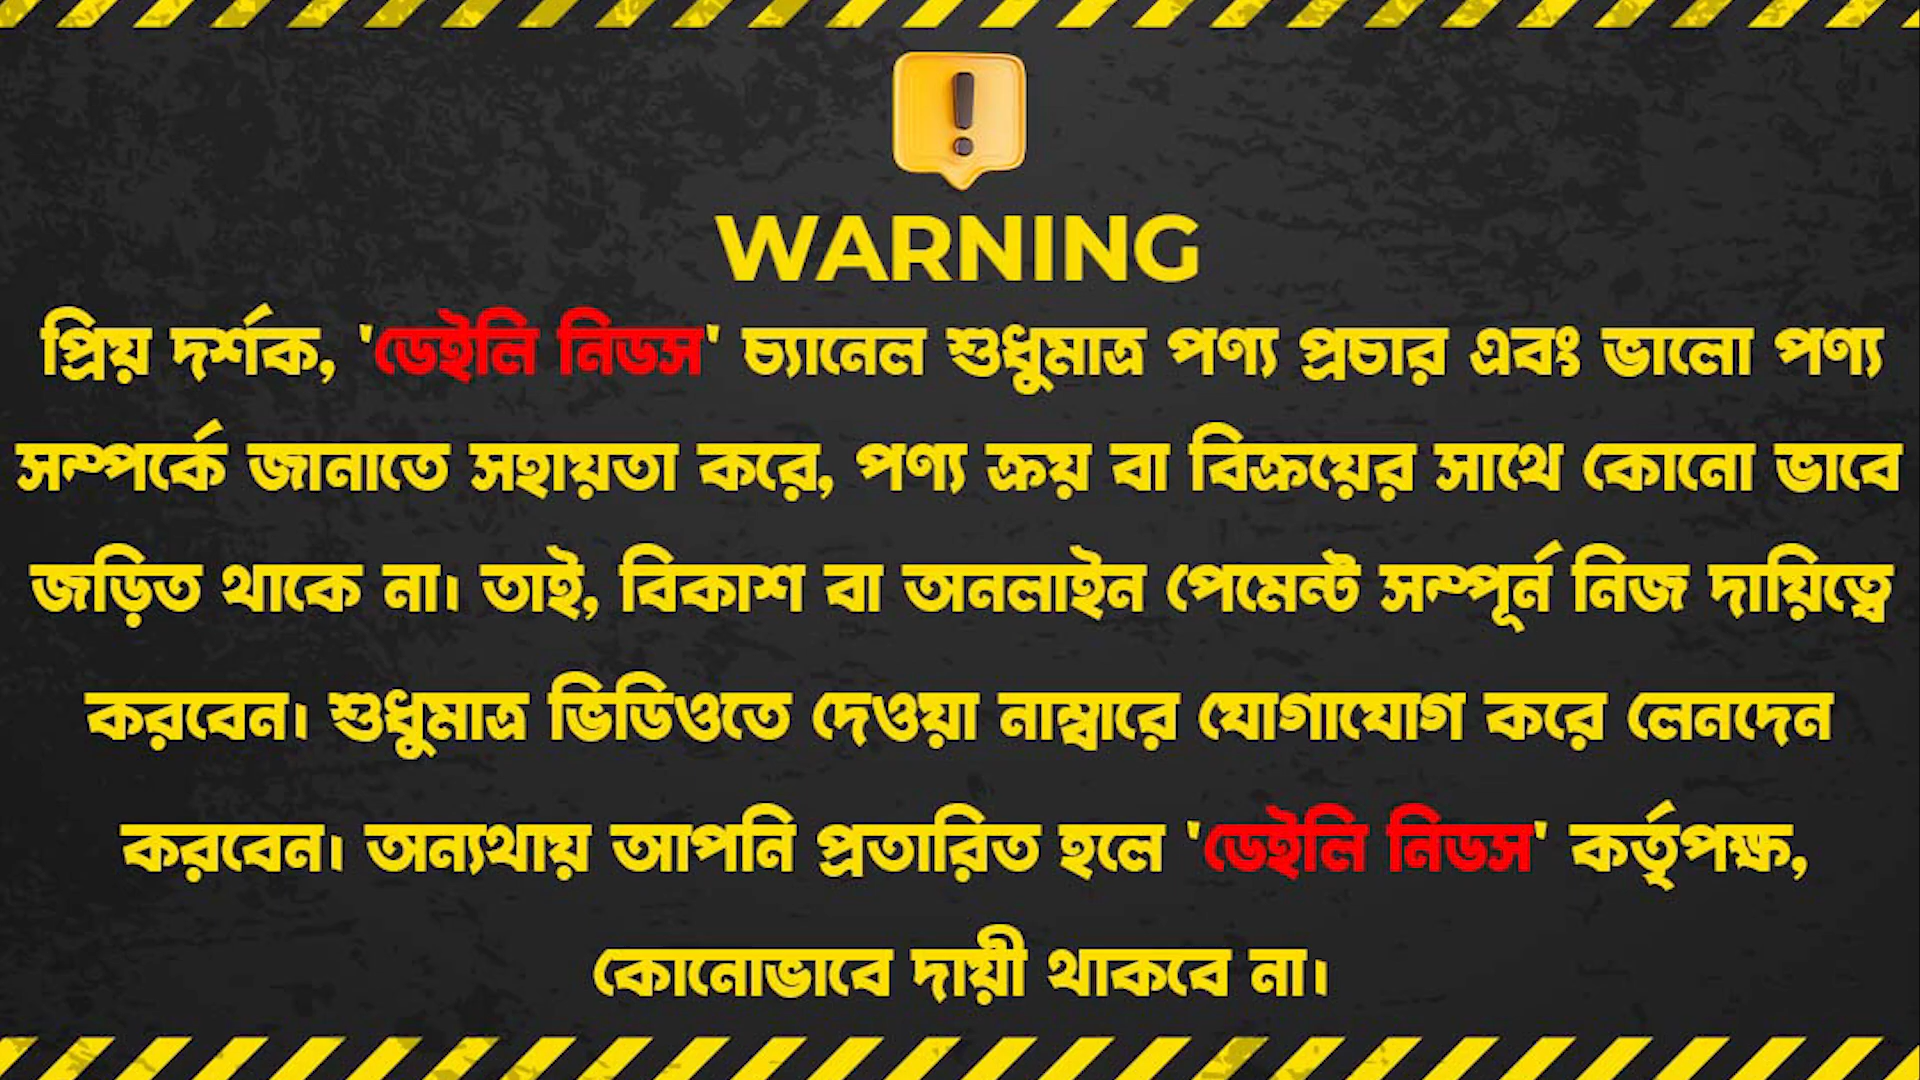 WARNING
প্রিয় দর্শক, 'ডেইলি নিডস' চ্যানেল শুধুমাত্র পণ্য প্রচার এবং ভালো পণ্য
সম্পর্কে জানাতে সহায়তা করে, পণ্য ক্রয় বা বিক্রয়ের সাথে কোনো ভাবে
জড়িত থাকে না। তাই, বিকাশ বা অনলাইন পেমেন্ট সম্পূর্ন নিজ দায়িত্বে
করবেন। শুধুমাত্র ভিডিওতে দেওয়া নাম্বারে যোগাযোগ করে লেনদেন
করবেন। অন্যথায় আপনি প্রতারিত হলে 'ডেইলি নিডস' কর্তৃপক্ষ,
কোনোভাবে দায়ী থাকবে না।